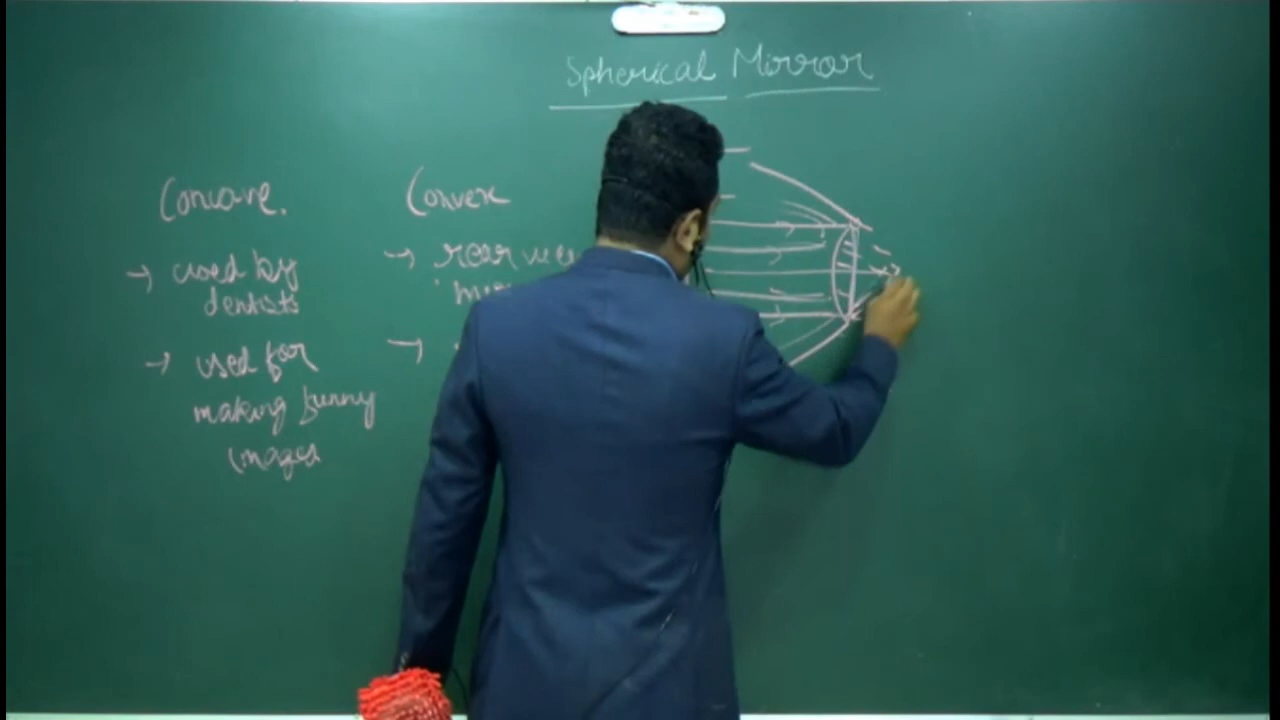 Spherical Mirror
Concave.
→ used by
dentists
→ used for
making funny
images
Convex
→ rear
→